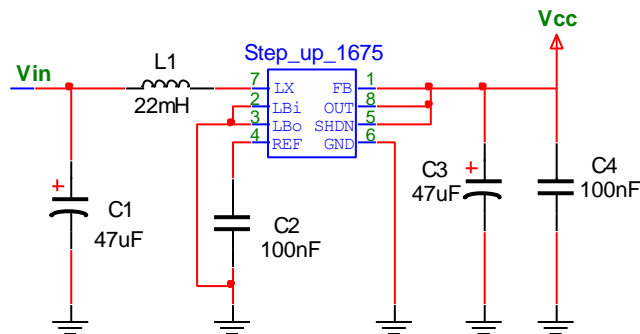 Vcc
Step_up_1675
Vin
L1
22mH
7 LX FB 1
2 LBi OUT 8
3 LBo SHDN 5
4 REF GND 6
+
C1
47uF
C2
100nF
C3
47uF
+
C4
100nF